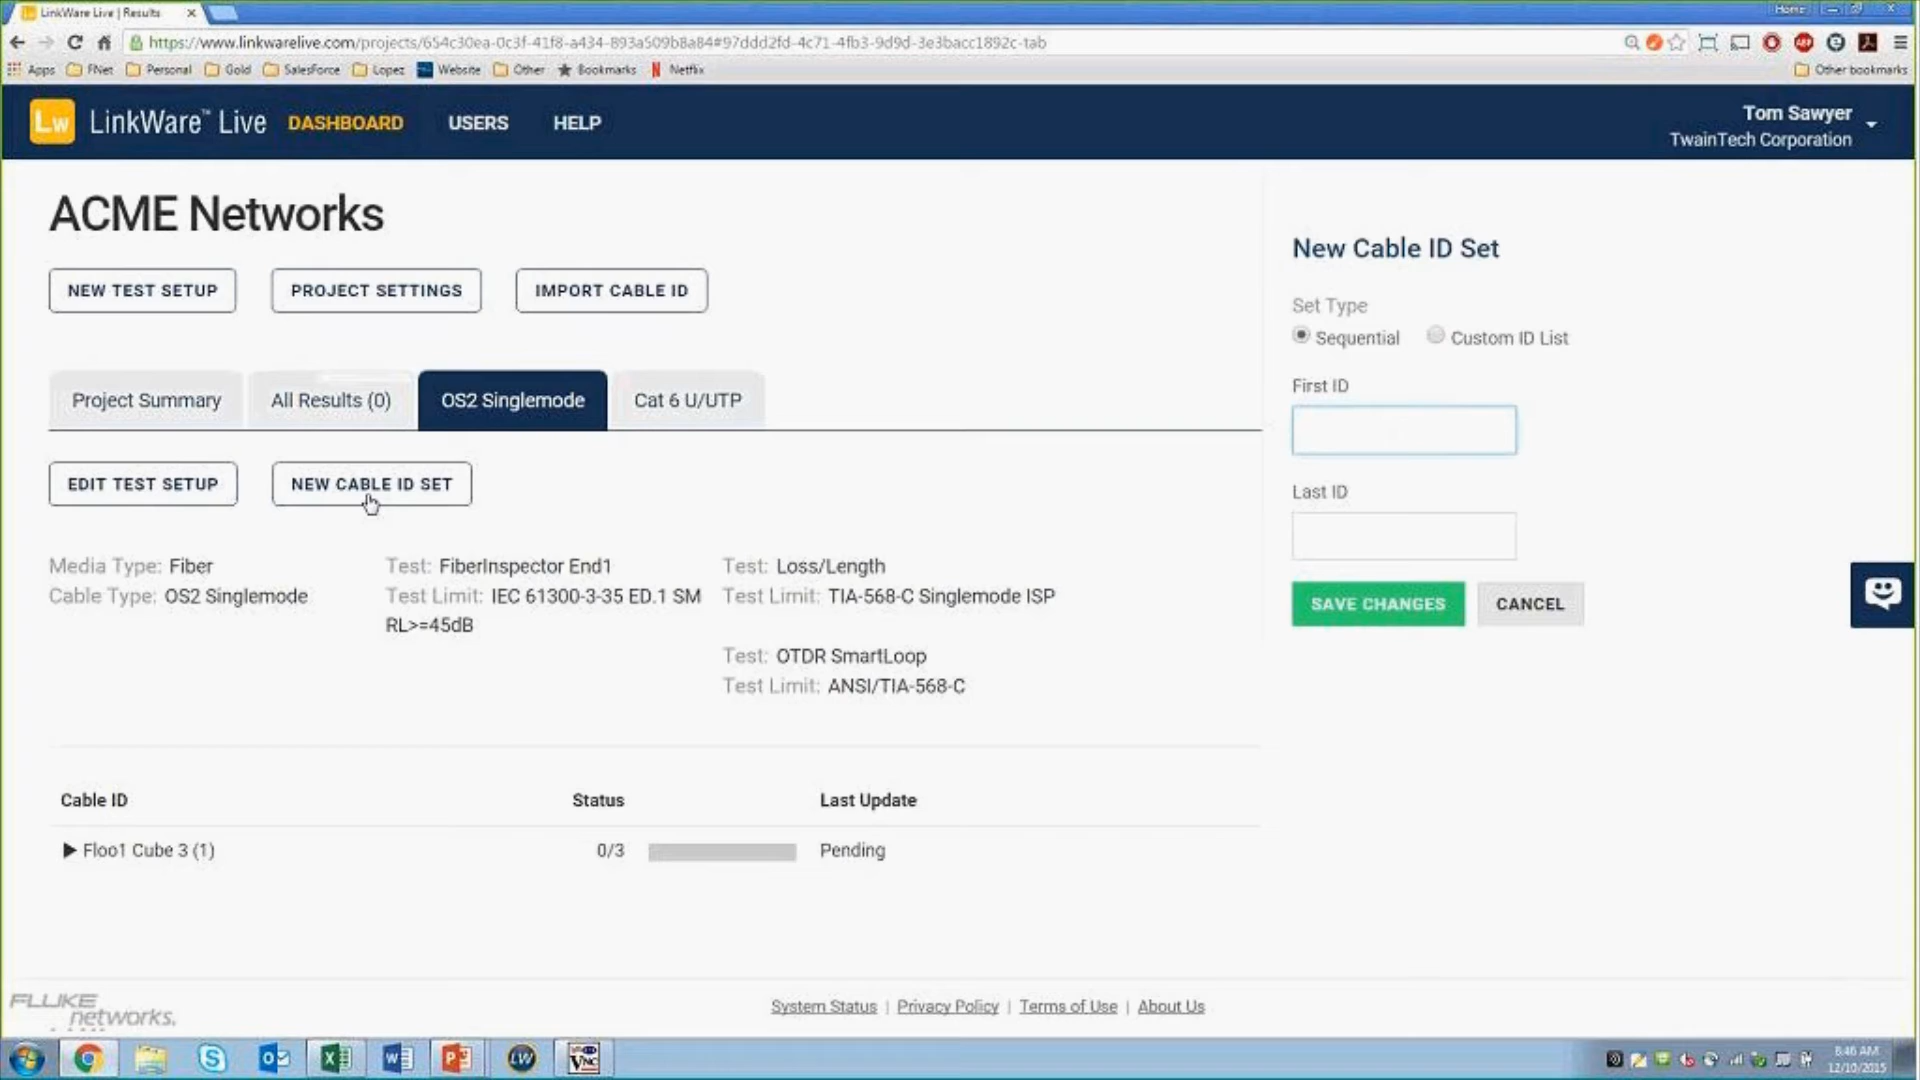 LinkWare Live | Results
Home
https://www.linkwarelive.com/projects/654c30ea-0c3f-41f8-a434-893a509b8a84#97ddd2fd-4c71-4fb3-9d9d-3e3bacc1892c-tab
Apps FNet Personal Gold SalesForce Lopez Website Other Bookmarks Netflix Other bookmarks
Lw LinkWare™ Live DASHBOARD USERS HELP
Tom Sawyer
TwainTech Corporation
ACME Networks
NEW TEST SETUP PROJECT SETTINGS IMPORT CABLE ID
Project Summary All Results (0) OS2 Singlemode Cat 6 U/UTP
EDIT TEST SETUP NEW CABLE ID SET
Media Type: Fiber
Cable Type: OS2 Singlemode
Test: FiberInspector End1
Test Limit: IEC 61300-3-35 ED.1 SM
RL>=45dB
Test: Loss/Length
Test Limit: TIA-568-C Singlemode ISP
Test: OTDR SmartLoop
Test Limit: ANSI/TIA-568-C
Cable ID Status Last Update
Floo1 Cube 3 (1) 0/3 Pending
New Cable ID Set
Set Type
Sequential Custom ID List
First ID
Last ID
SAVE CHANGES CANCEL
FLUKE
networks.
System Status | Privacy Policy | Terms of Use | About Us
8:46 AM
12/10/2015